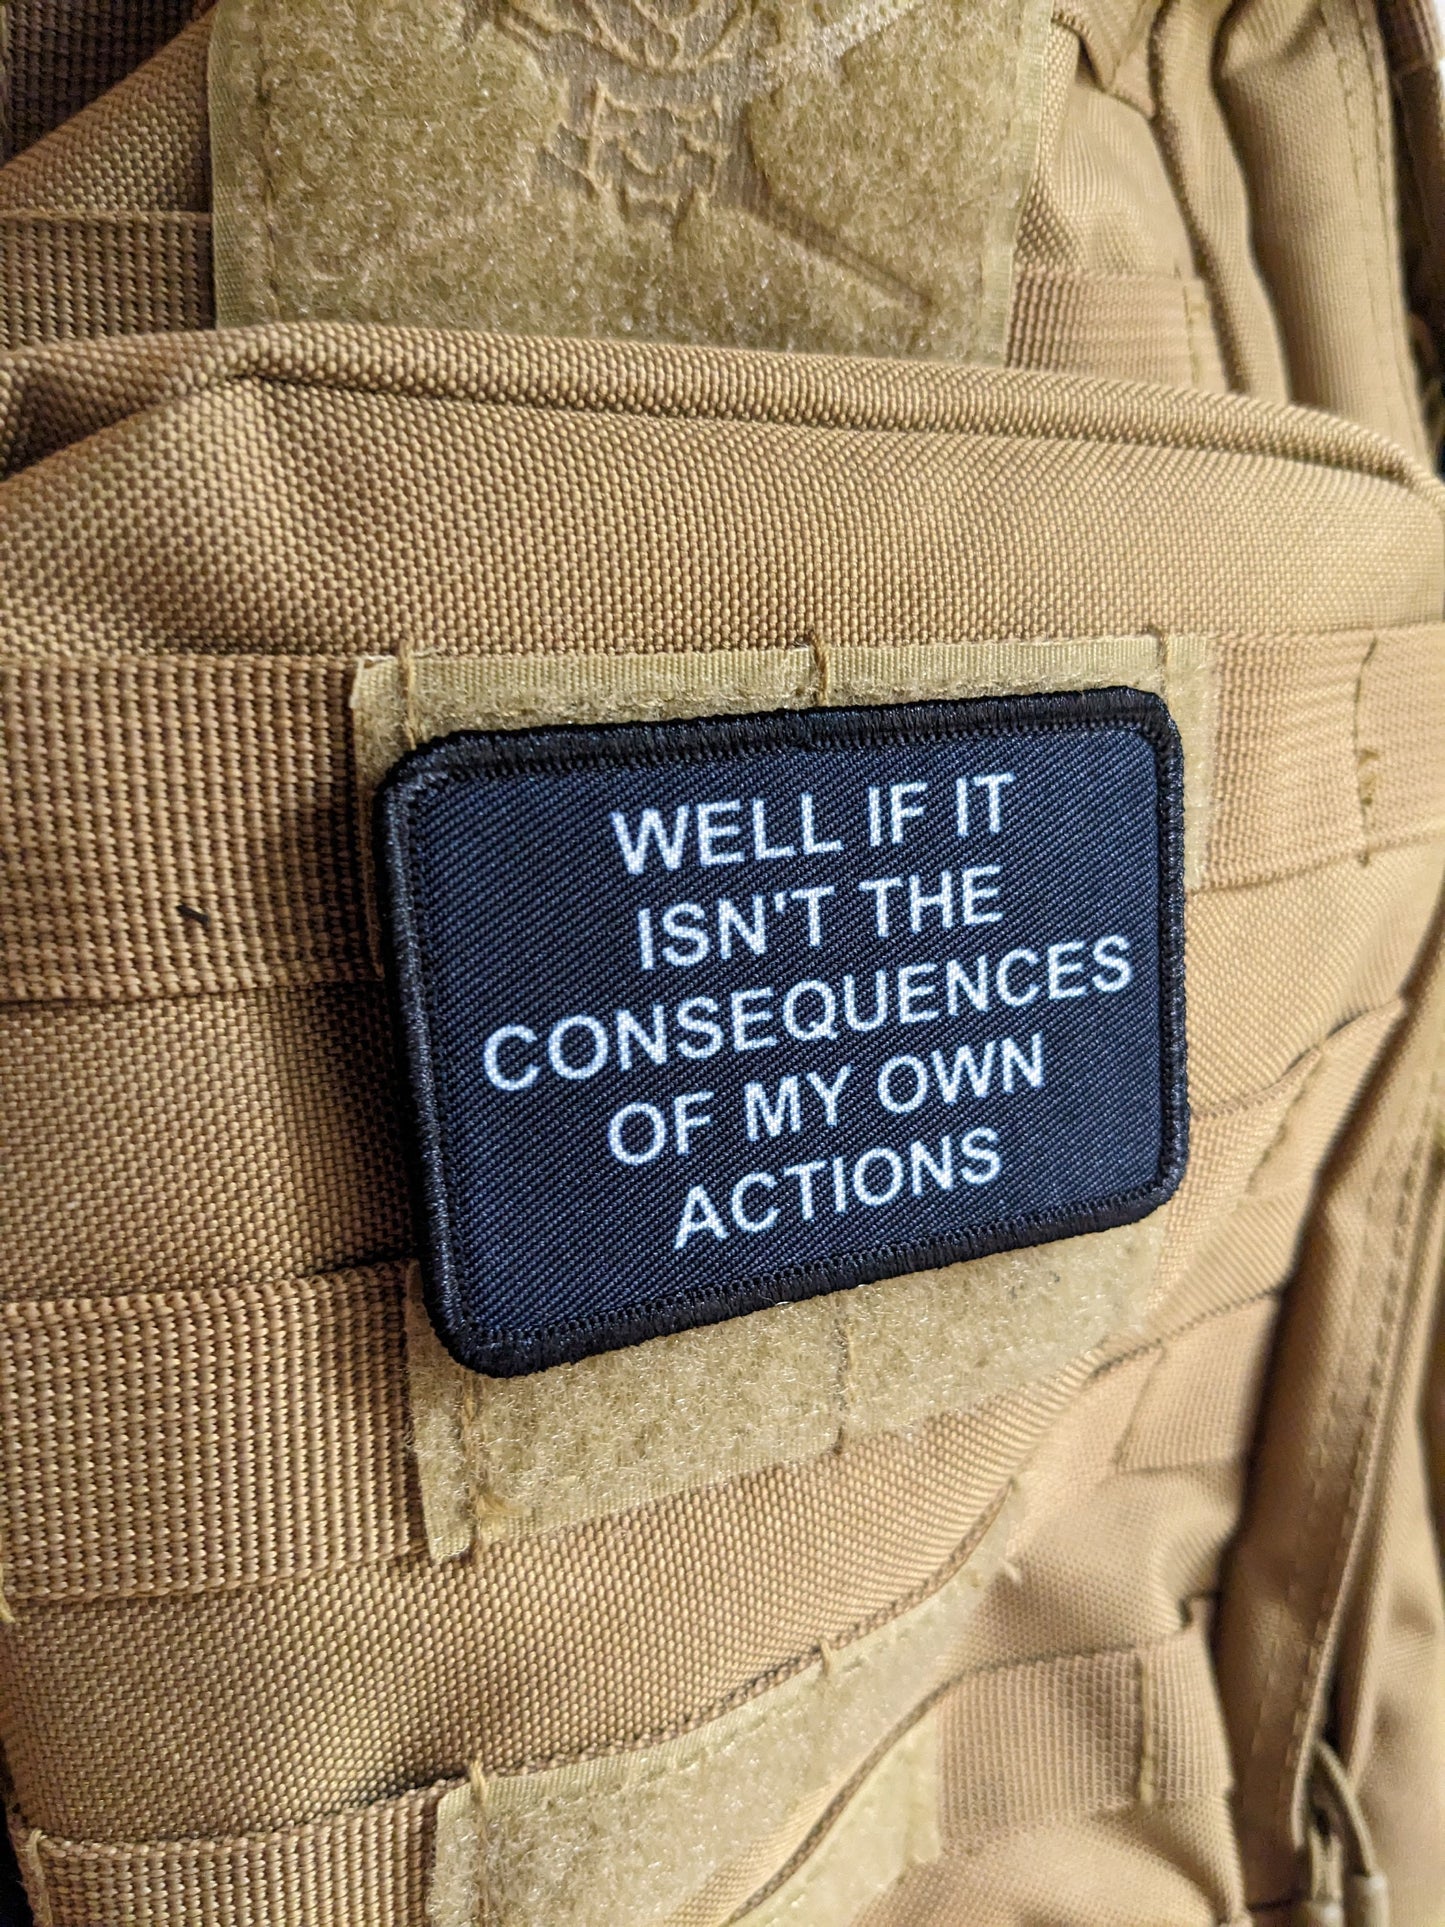 WELL IF IT
ISN'T THE
CONSEQUENCES
OF MY OWN
ACTIONS